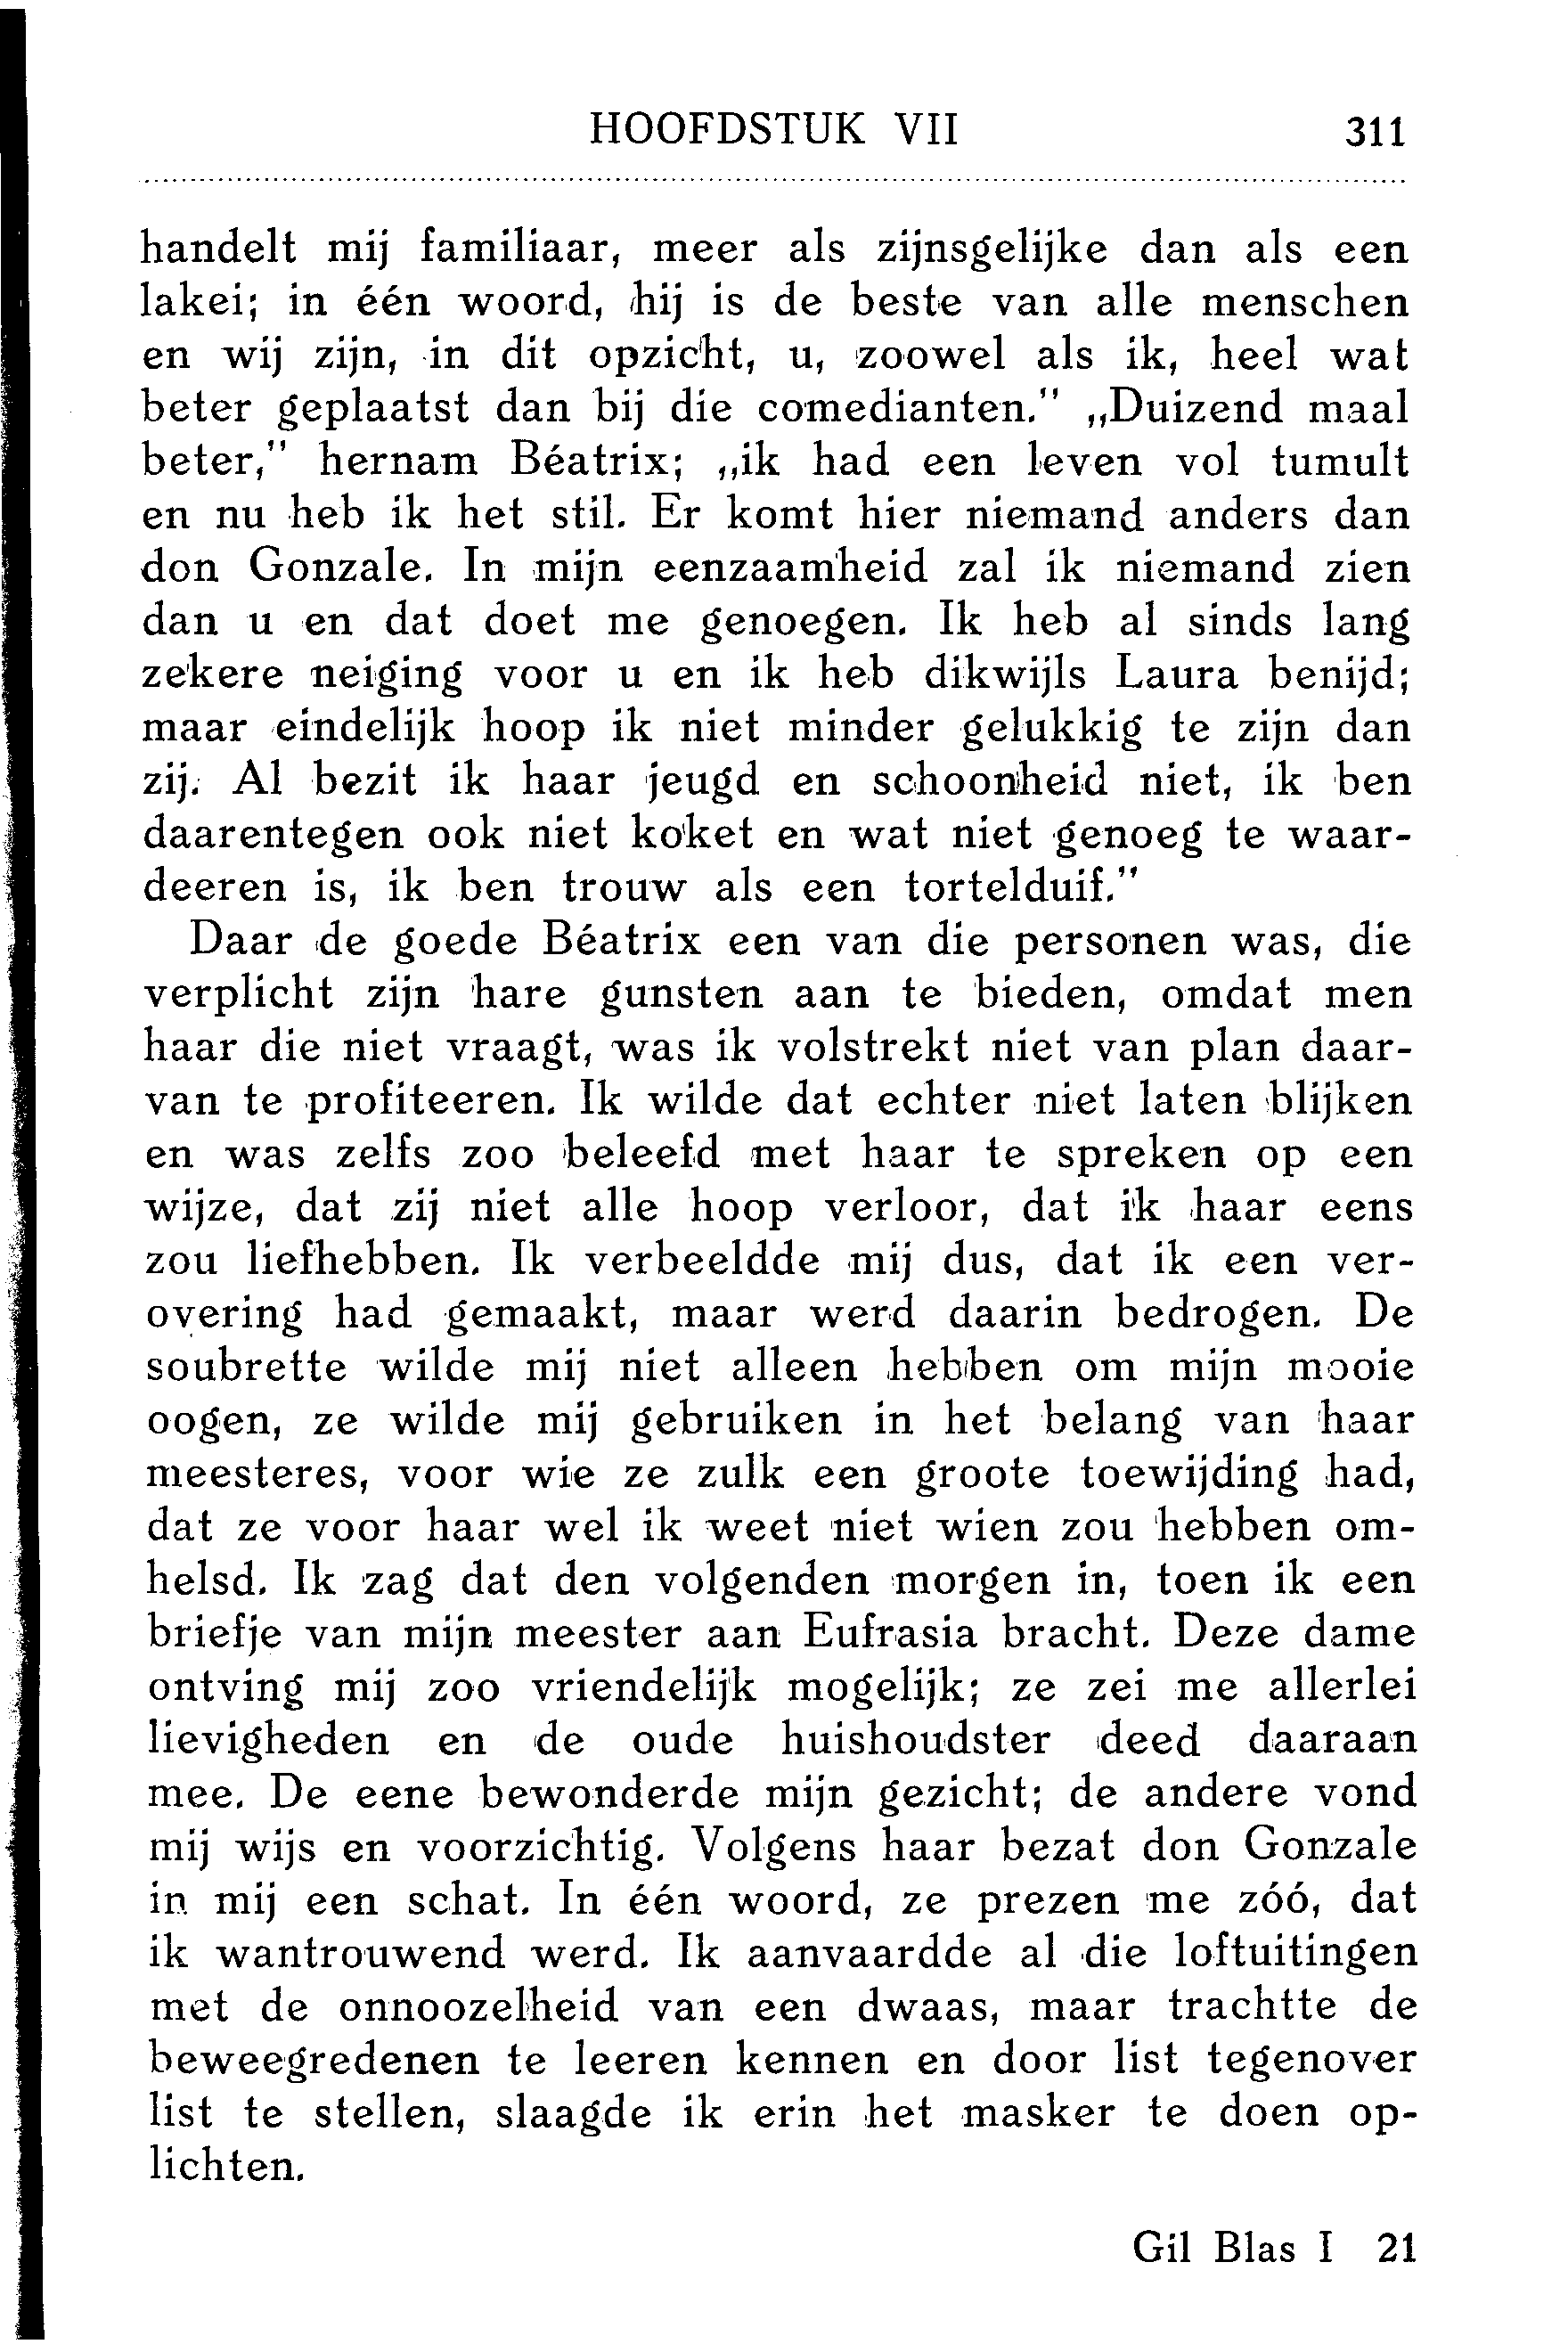 HOOFDSTUK VII 311
handelt mij familiaar, meer als zijnsgelijke dan als een
lakei; in één woord, hij is de beste van alle menschen
en wij zijn, in dit opzicht, u, zoowel als ik, heel wat
beter geplaatst dan bij die comedianten." „Duizend maal
beter," hernam Béatrix; „ik had een leven vol tumult
en nu heb ik het stil. Er komt hier niemand anders dan
don Gonzale. In mijn eenzaamheid zal ik niemand zien
dan u en dat doet me genoegen. Ik heb al sinds lang
zekere neiging voor u en ik heb dikwijls Laura benijd;
maar eindelijk hoop ik niet minder gelukkig te zijn dan
zij. Al bezit ik haar jeugd en schoonheid niet, ik ben
daarentegen ook niet koket en wat niet genoeg te waar-
deeren is, ik ben trouw als een tortelduif."
Daar de goede Béatrix een van die personen was, die
verplicht zijn hare gunsten aan te bieden, omdat men
haar die niet vraagt, was ik volstrekt niet van plan daar-
van te profiteeren. Ik wilde dat echter niet laten blijken
en was zelfs zoo beleefd met haar te spreken op een
wijze, dat zij niet alle hoop verloor, dat ik haar eens
zou liefhebben. Ik verbeeldde mij dus, dat ik een ver-
overing had gemaakt, maar werd daarin bedrogen. De
soubrette wilde mij niet alleen hebben om mijn mooie
oogen, ze wilde mij gebruiken in het belang van haar
meesteres, voor wie ze zulk een groote toewijding had,
dat ze voor haar wel ik weet niet wien zou hebben om-
helsd. Ik zag dat den volgenden morgen in, toen ik een
briefje van mijn meester aan Eufrasia bracht. Deze dame
ontving mij zoo vriendelijk mogelijk; ze zei me allerlei
lievigheden en de oude huishoudster deed daaraan
mee. De eene bewonderde mijn gezicht; de andere vond
mij wijs en voorzichtig. Volgens haar bezat don Gonzale
in mij een schat. In één woord, ze prezen me zóó, dat
ik wantrouwend werd. Ik aanvaardde al die loftuitingen
met de onnoozelheid van een dwaas, maar trachtte de
beweegredenen te leeren kennen en door list tegenover
list te stellen, slaagde ik erin het masker te doen op-
lichten.
Gil Blas I 21